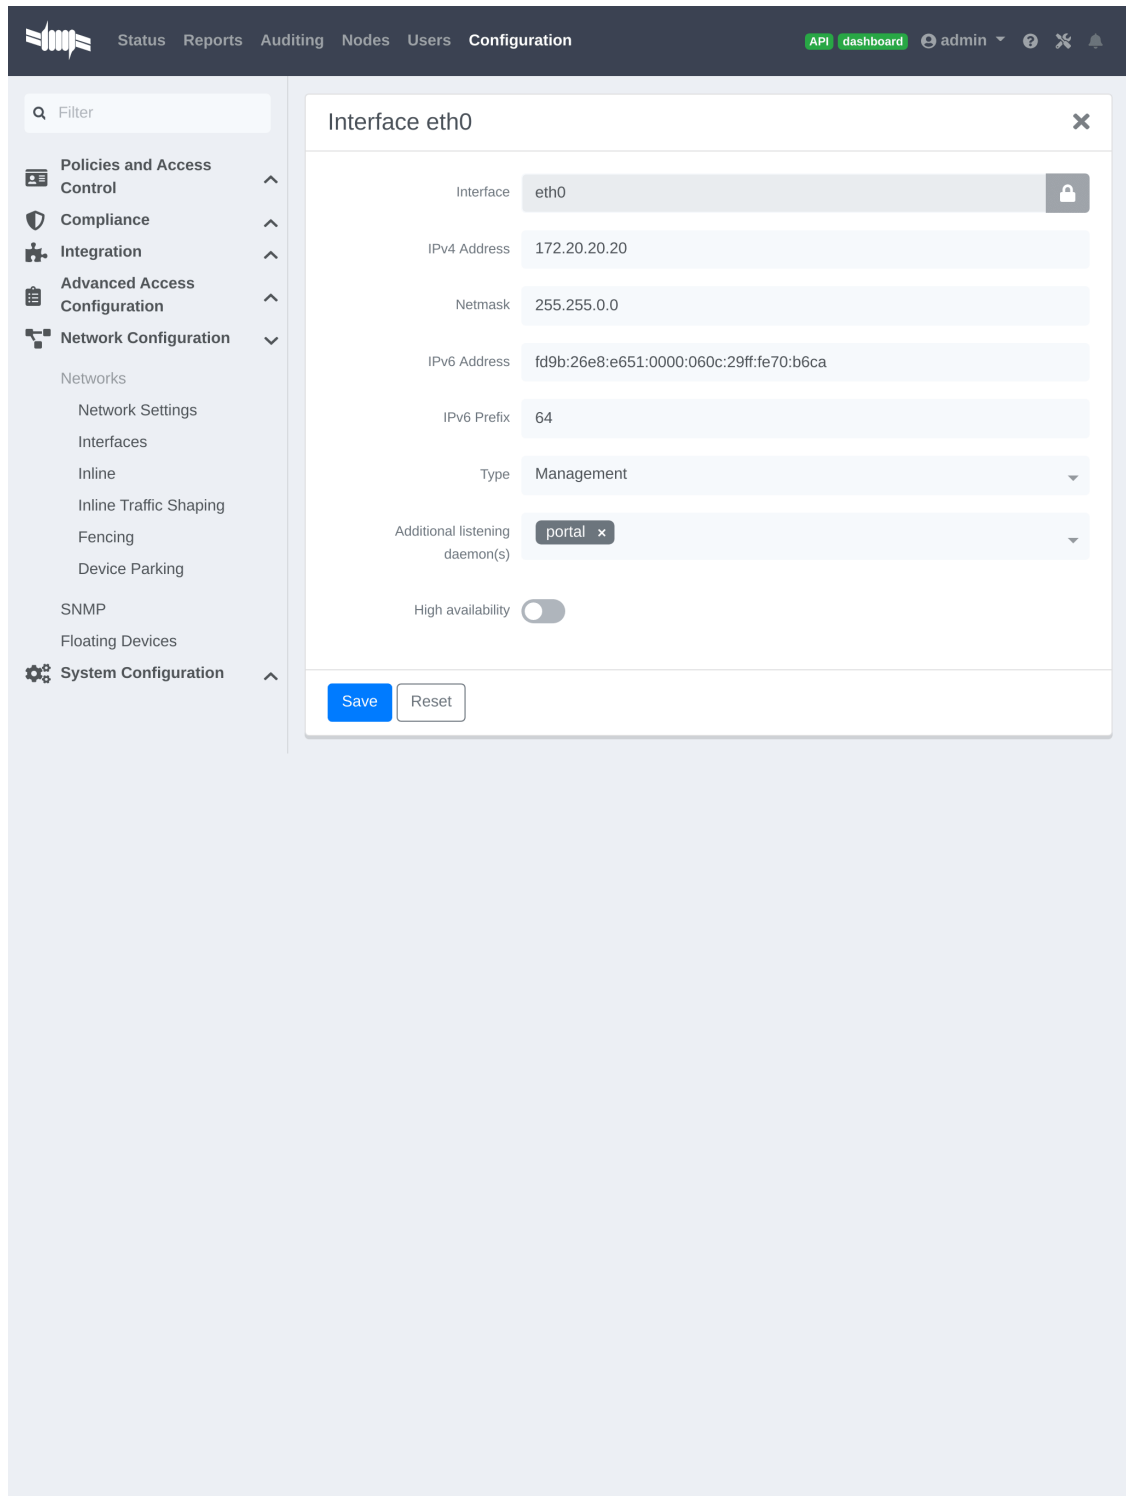 Status Reports Auditing Nodes Users Configuration API dashboard admin
Filter
Policies and Access
Control
Compliance
Integration
Advanced Access
Configuration
Network Configuration
Networks
Network Settings
Interfaces
Inline
Inline Traffic Shaping
Fencing
Device Parking
SNMP
Floating Devices
System Configuration
Interface eth0
Interface eth0
IPv4 Address 172.20.20.20
Netmask 255.255.0.0
IPv6 Address fd9b:26e8:e651:0000:060c:29ff:fe70:b6ca
IPv6 Prefix 64
Type Management
Additional listening portal ×
daemon(s)
High availability
Save Reset